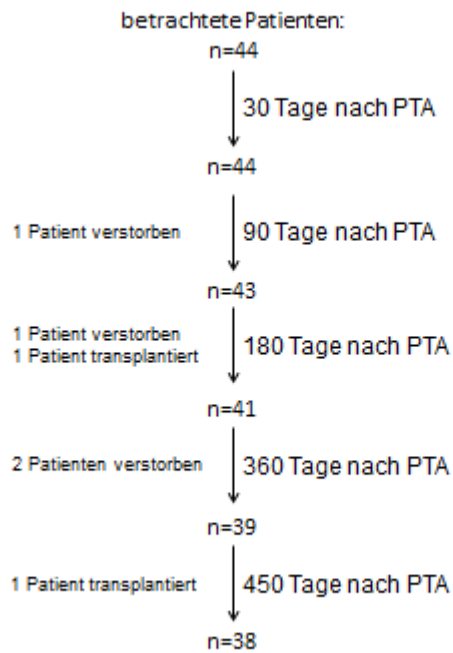 betrachtete Patienten:
n=44
30 Tage nach PTA
n=44
1 Patient verstorben
90 Tage nach PTA
n=43
1 Patient verstorben
1 Patient transplantiert
180 Tage nach PTA
n=41
2 Patienten verstorben
360 Tage nach PTA
n=39
1 Patient transplantiert
450 Tage nach PTA
n=38